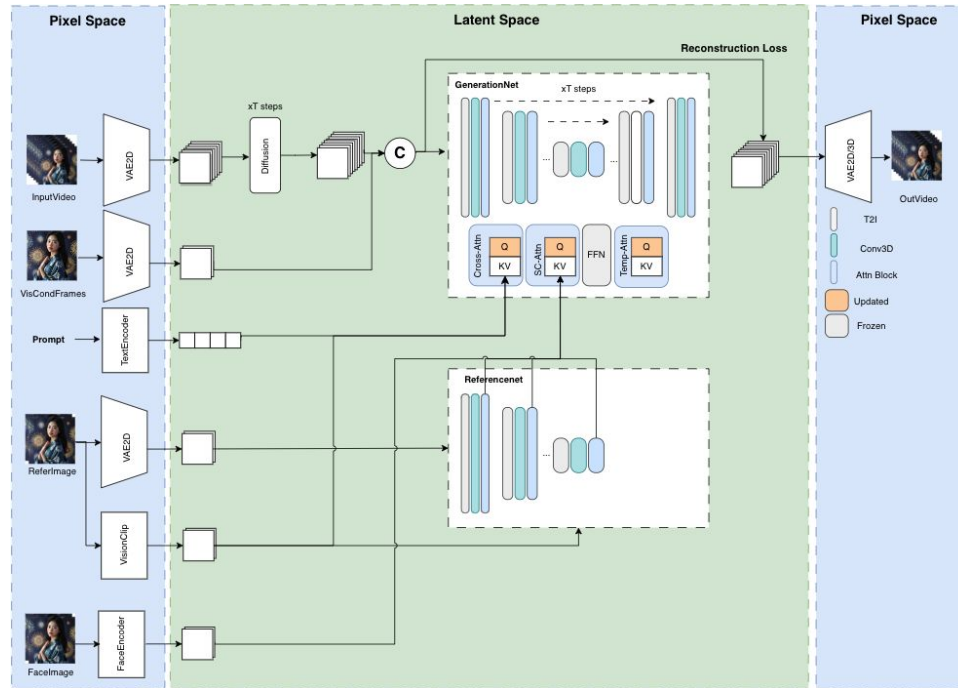 Pixel Space
Latent Space
Pixel Space
Reconstruction Loss
GenerationNet
xT steps
xT steps
VAE2D
Diffusion
C
InputVideo
VAE2D/3D
OutVideo
VAE2D
VisCondFrames
T2I
Conv3D
Attn Block
Updated
Frozen
...
...
Cross-Attn
Q
KV
SC-Attn
Q
KV
FFN
Temp-Attn
Q
KV
Prompt
TextEncoder
Referencenet
...
VAE2D
ReferImage
VisionClip
FaceEncoder
FaceImage